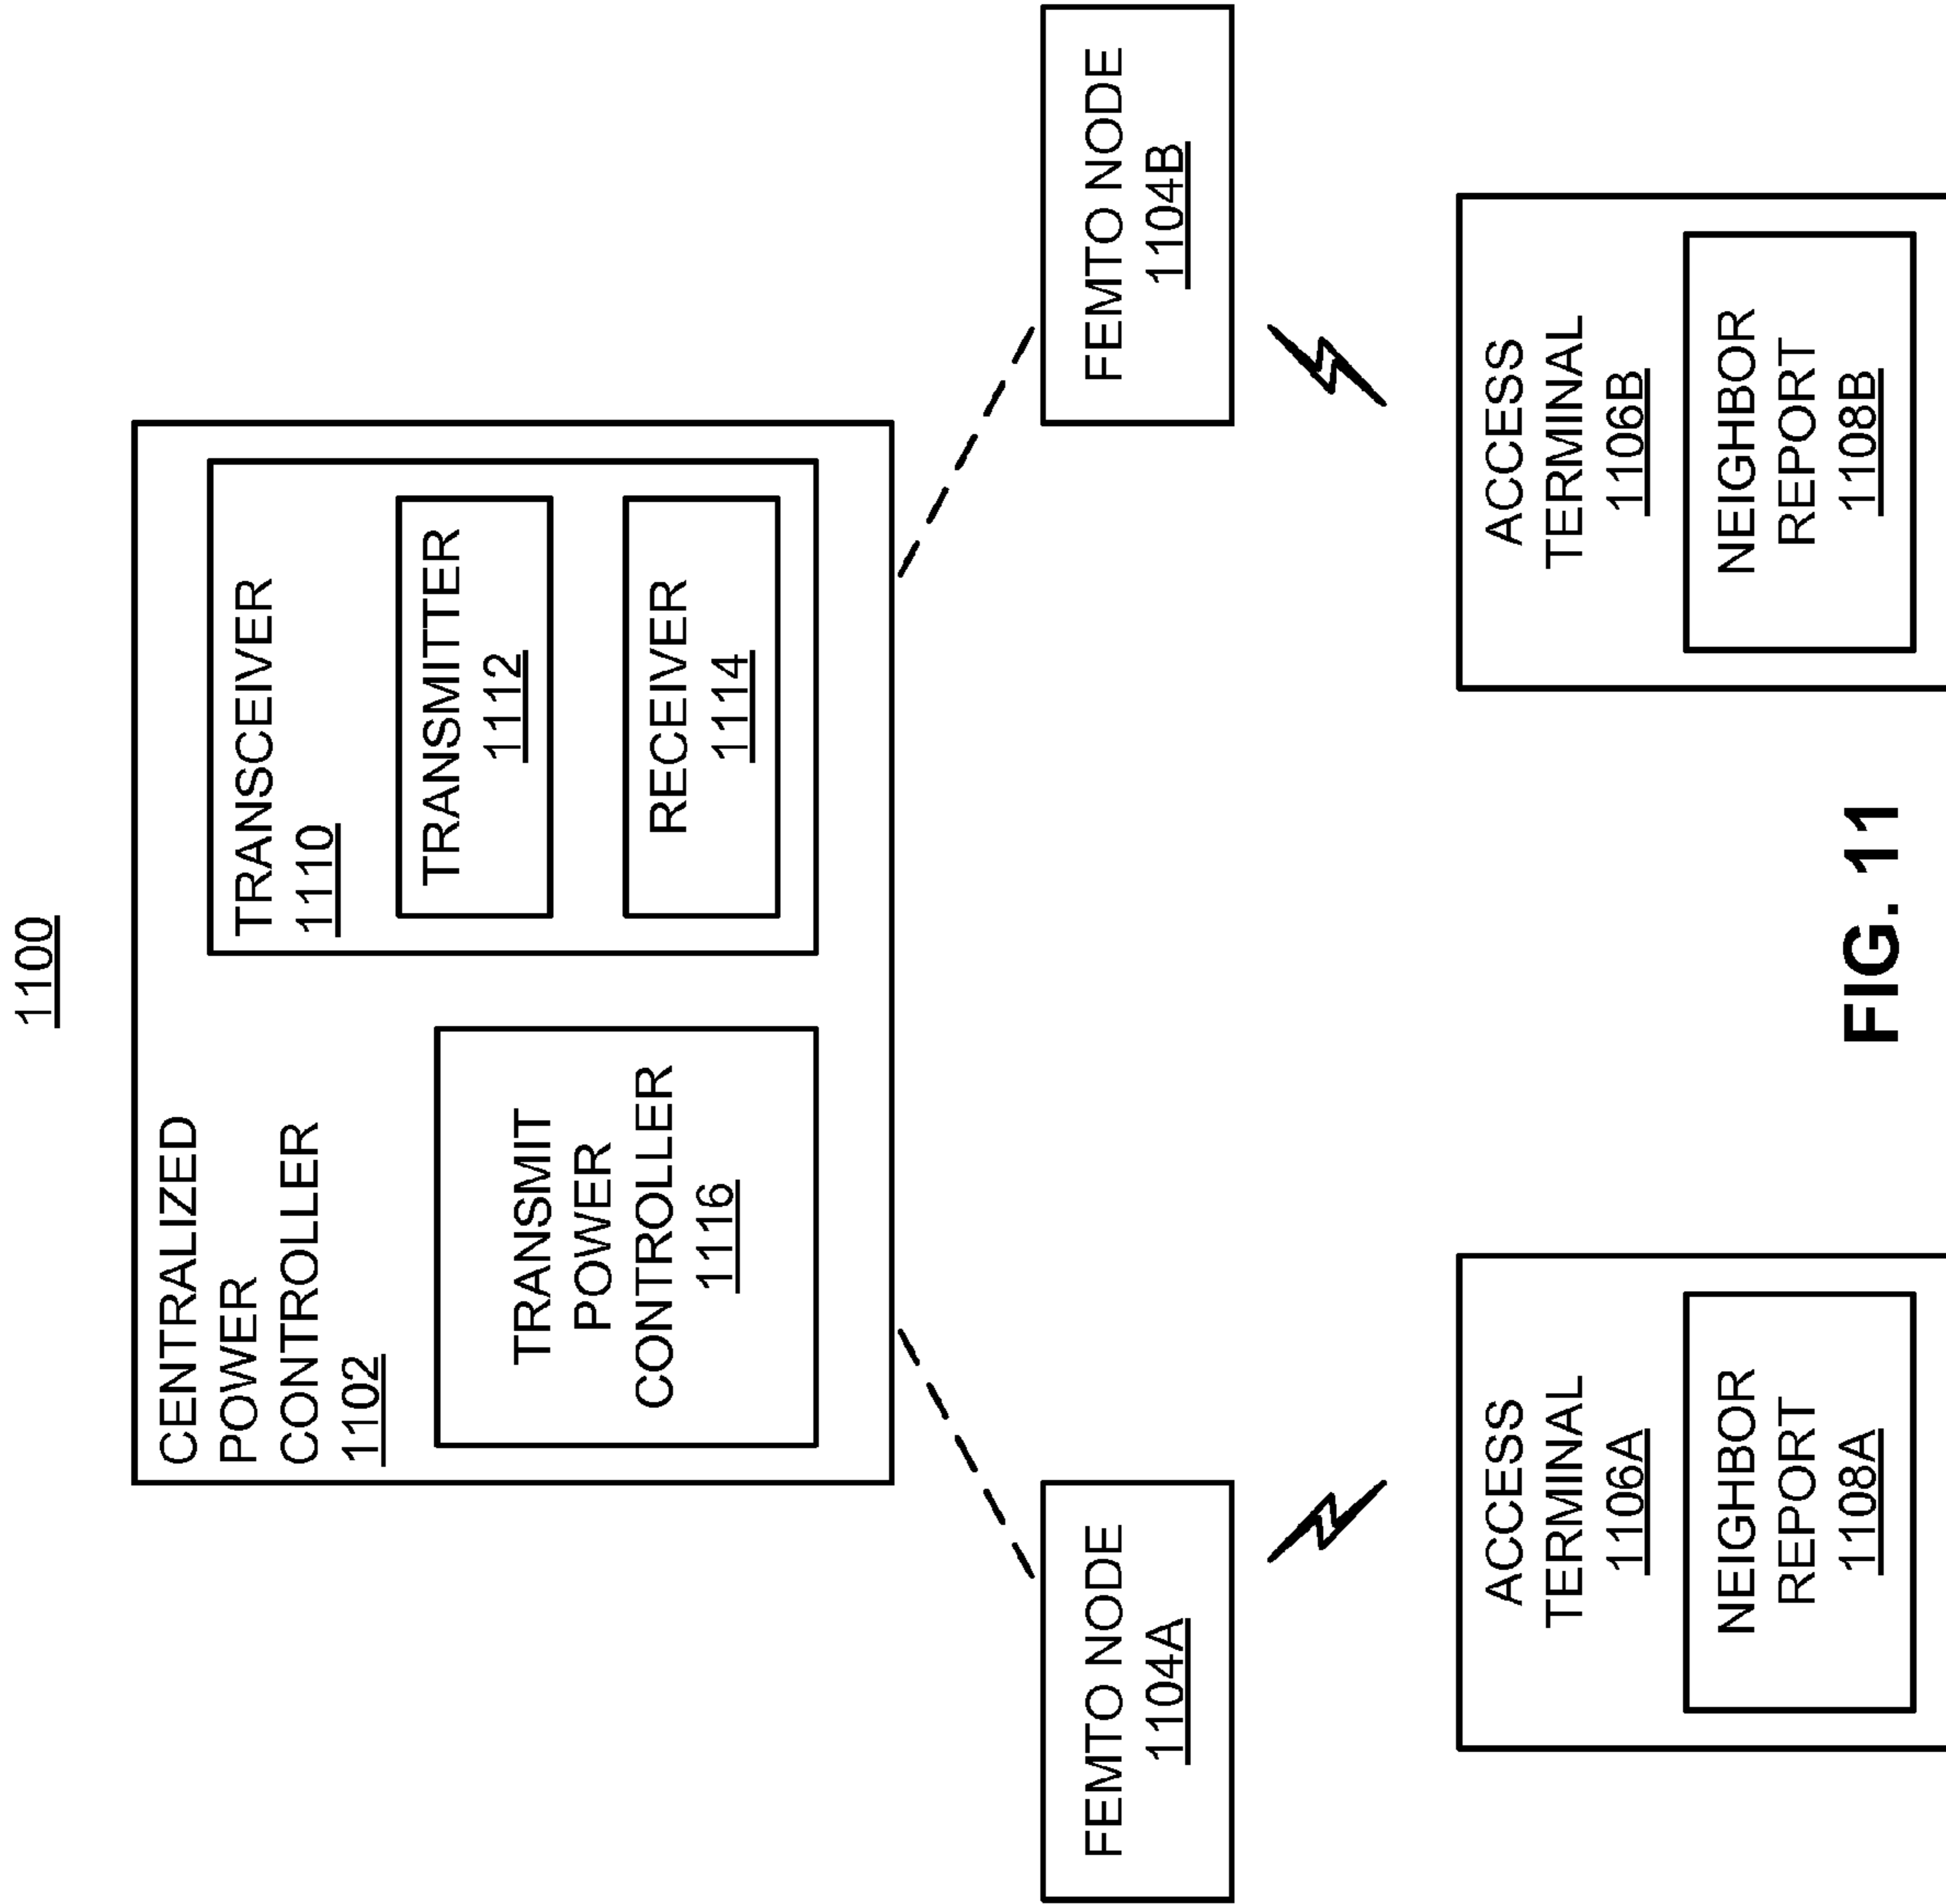 1100
CENTRALIZED
POWER
CONTROLLER
1102
TRANSMIT
POWER
CONTROLLER
1116
TRANSCEIVER
1110
TRANSMITTER
1112
RECEIVER
1114
FEMTO NODE
1104A
FEMTO NODE
1104B
ACCESS
TERMINAL
1106A
NEIGHBOR
REPORT
1108A
ACCESS
TERMINAL
1106B
NEIGHBOR
REPORT
1108B
FIG. 11